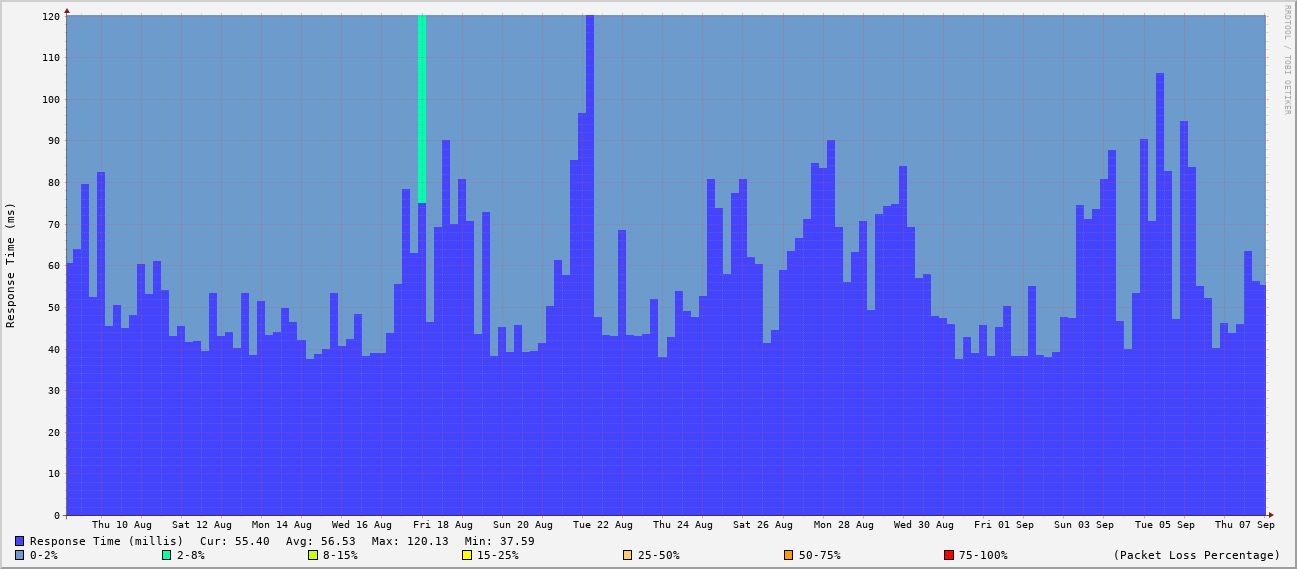 RRDTOOL / TOBI OETIKER
Response Time (ms)
120
110
100
90
80
70
60
50
40
30
20
10
0
Thu 10 Aug Sat 12 Aug Mon 14 Aug Wed 16 Aug Fri 18 Aug Sun 20 Aug Tue 22 Aug Thu 24 Aug Sat 26 Aug Mon 28 Aug Wed 30 Aug Fri 01 Sep Sun 03 Sep Tue 05 Sep Thu 07 Sep
Response Time (millis) Cur: 55.40 Avg: 56.53 Max: 120.13 Min: 37.59
0-2% 2-8% 8-15% 15-25% 25-50% 50-75% 75-100% (Packet Loss Percentage)